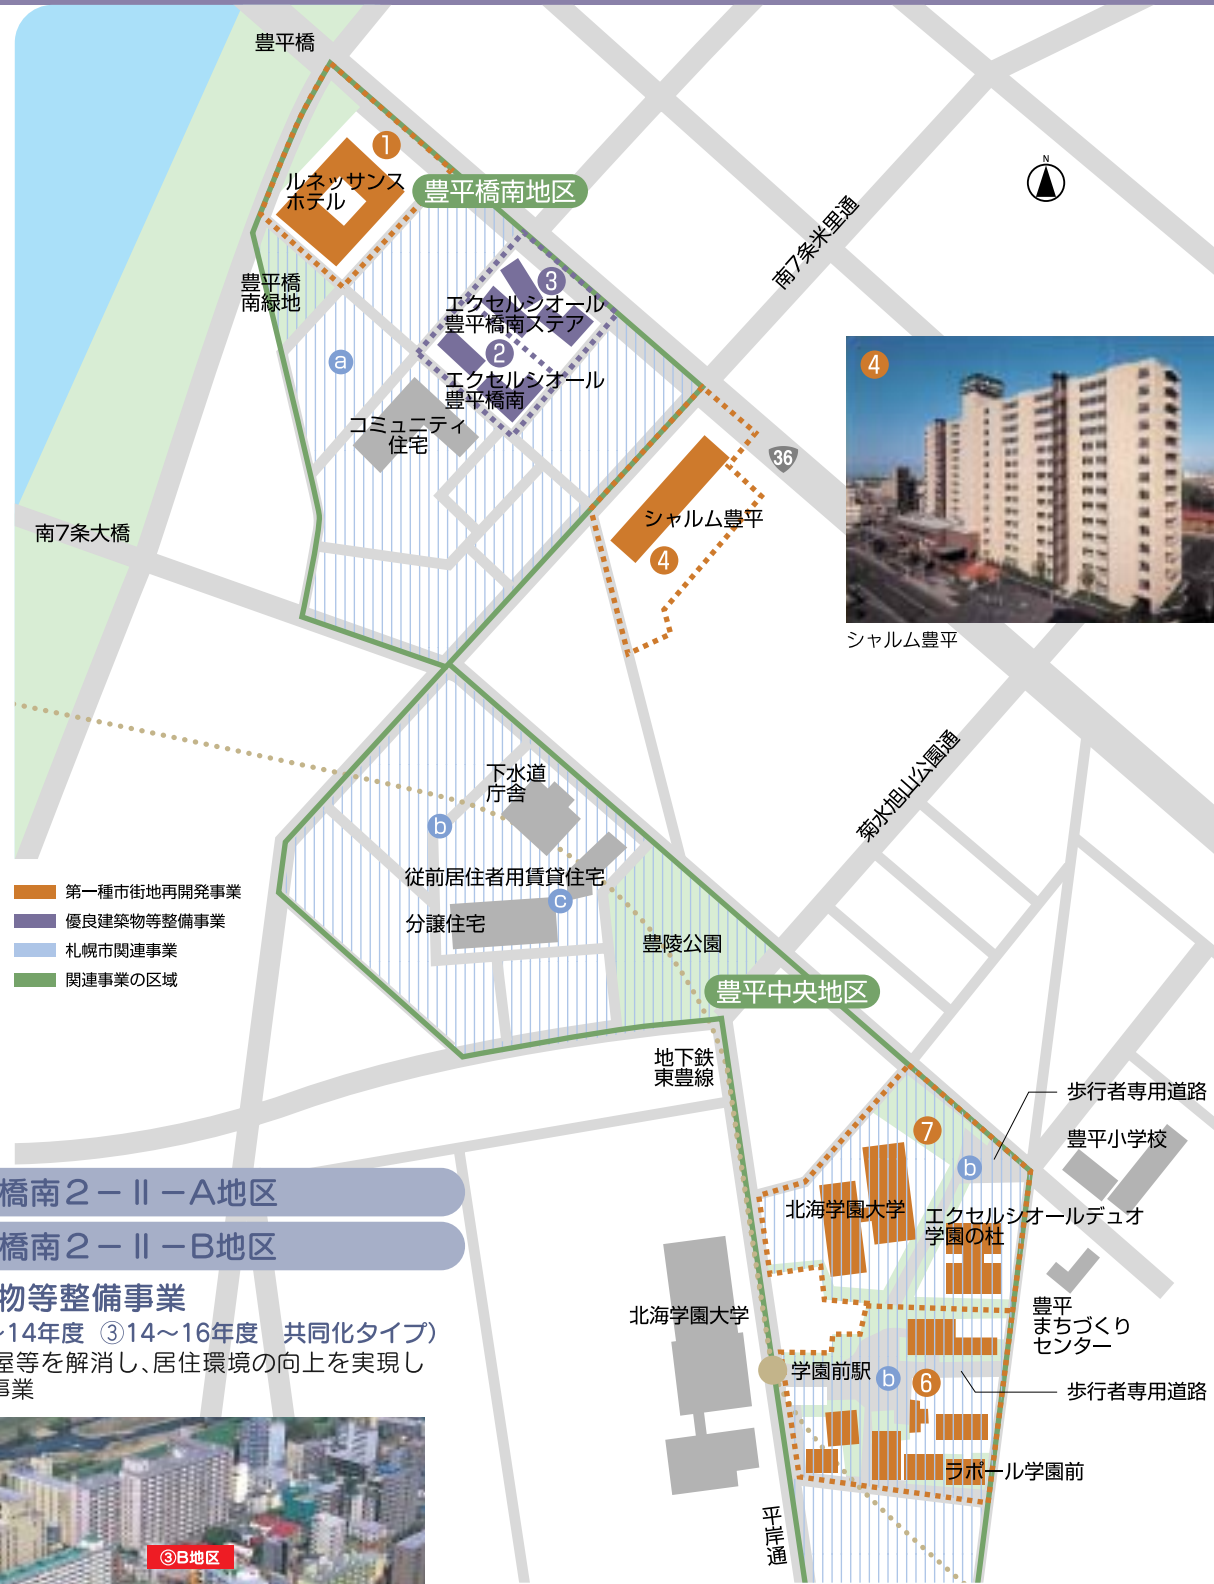 豊平橋
N
1
ルネッサンス
ホテル
豊平橋南地区
南7条米里通
豊平橋
南緑地
3
エクセルシオール
豊平橋南ステア
2
エクセルシオール
豊平橋南
a
コミュニティ
住宅
4
36
シャルム豊平
4
南7条大橋
シャルム豊平
菊水旭山公園通
下水道
庁舎
b
従前居住者用賃貸住宅
c
分譲住宅
豊陵公園
第一種市街地再開発事業
優良建築物等整備事業
札幌市関連事業
関連事業の区域
豊平中央地区
地下鉄
東豊線
歩行者専用道路
7
豊平小学校
b
北海学園大学
エクセルシオールデュオ
学園の杜
橋南2-Ⅱ-A地区
橋南2-Ⅱ-B地区
物等整備事業
~14年度 ③14~16年度 共同化タイプ)
屋等を解消し、居住環境の向上を実現し
事業
北海学園大学
豊平
まちづくり
センター
学園前駅
b
6
歩行者専用道路
ラポール学園前
平岸通
③B地区